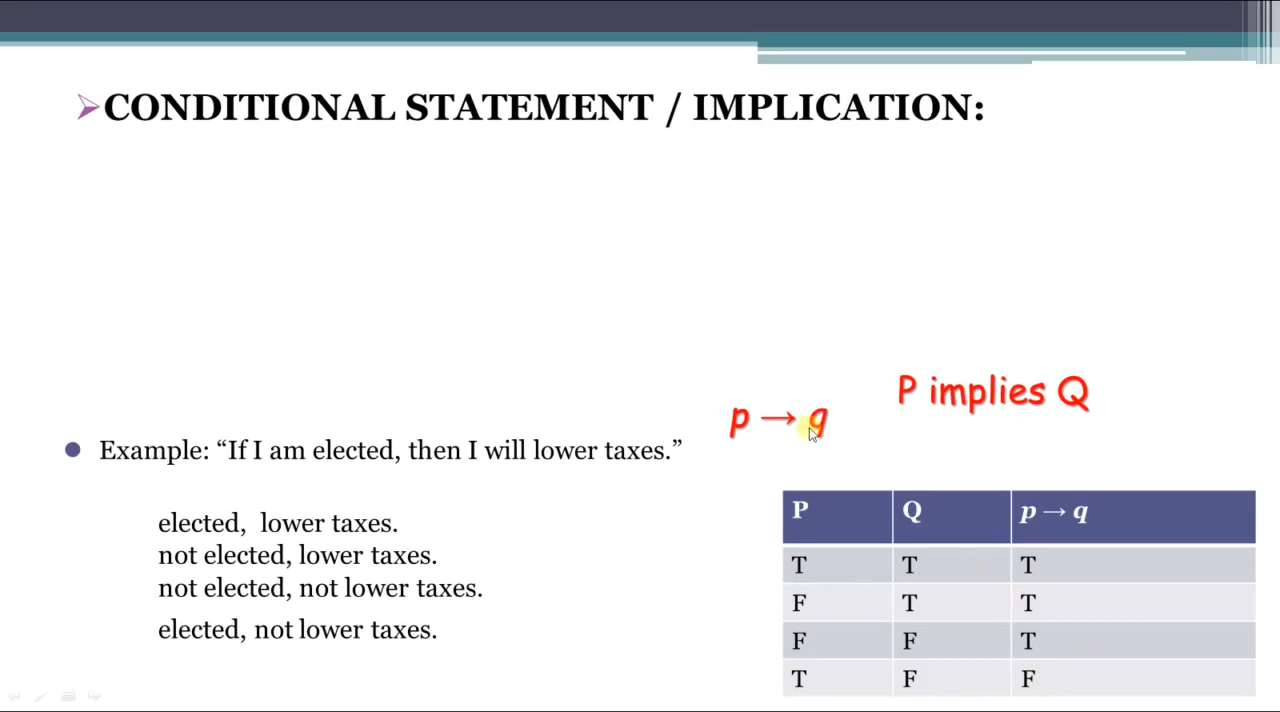 CONDITIONAL STATEMENT / IMPLICATION:
P implies Q
p → q
Example: “If I am elected, then I will lower taxes.”
elected, lower taxes.
not elected, lower taxes.
not elected, not lower taxes.
elected, not lower taxes.
P Q p → q
T T T
F T T
F F T
T F F